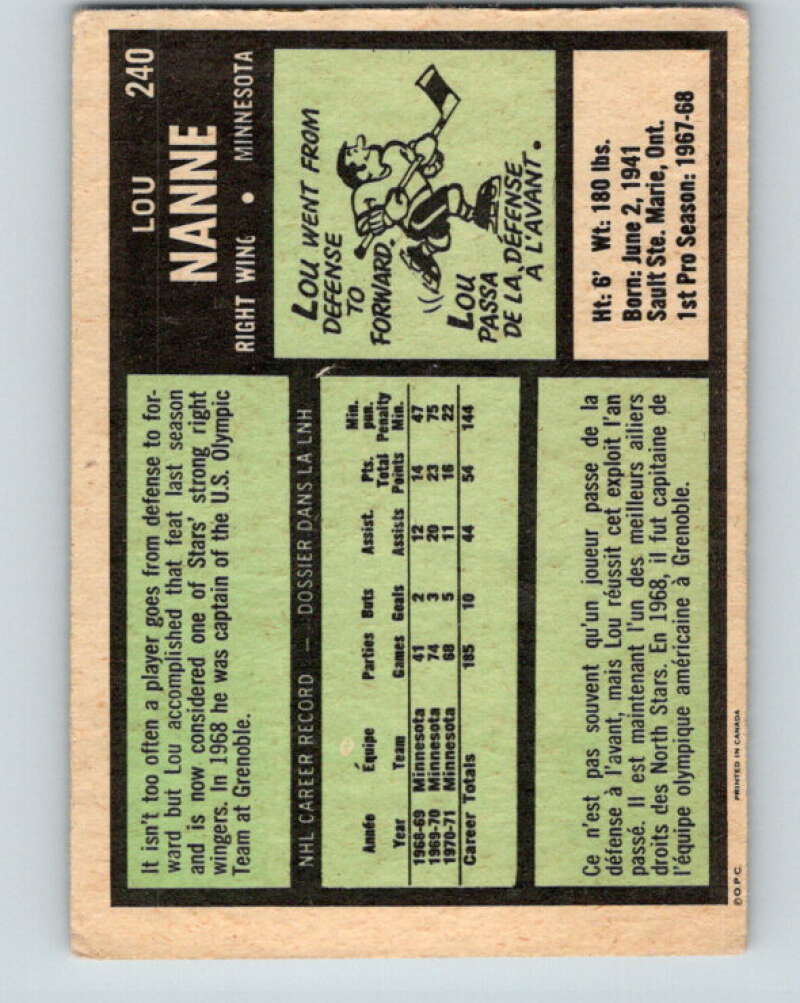 LOU 240
NANNE
RIGHT WING • MINNESOTA
It isn't too often a player goes from defense to for-
ward but Lou accomplished that feat last season
and is now considered one of Stars' strong right
wingers. In 1968 he was captain of the U.S. Olympic
Team at Grenoble.
LOU WENT FROM
DEFENSE
TO
FORWARD.
LOU
PASSA
DE LA DÉFENSE
À L'AVANT.
NHL CAREER RECORD — DOSSIER DANS LA LNH
Min.
Pts. pun.
Année Équipe Parties Buts Assist. Total Penalty
Year Team Games Goals Assists Points Min.
1968-69 Minnesota 41 2 12 14 47
1969-70 Minnesota 74 3 20 23 75
1970-71 Minnesota 68 5 11 16 22
Career Totals 185 10 44 54 144
Ht: 6' Wt: 180 lbs.
Born: June 2, 1941
Sault Ste. Marie, Ont.
1st Pro Season: 1967-68
Ce n'est pas souvent qu'un joueur passe de la
défense à l'avant, mais Lou réussit cet exploit l'an
passé. Il est maintenant l'un des meilleurs ailiers
droits des North Stars. En 1968, il fut capitaine de
l'équipe olympique américaine à Grenoble.
© O.P.C. PRINTED IN CANADA